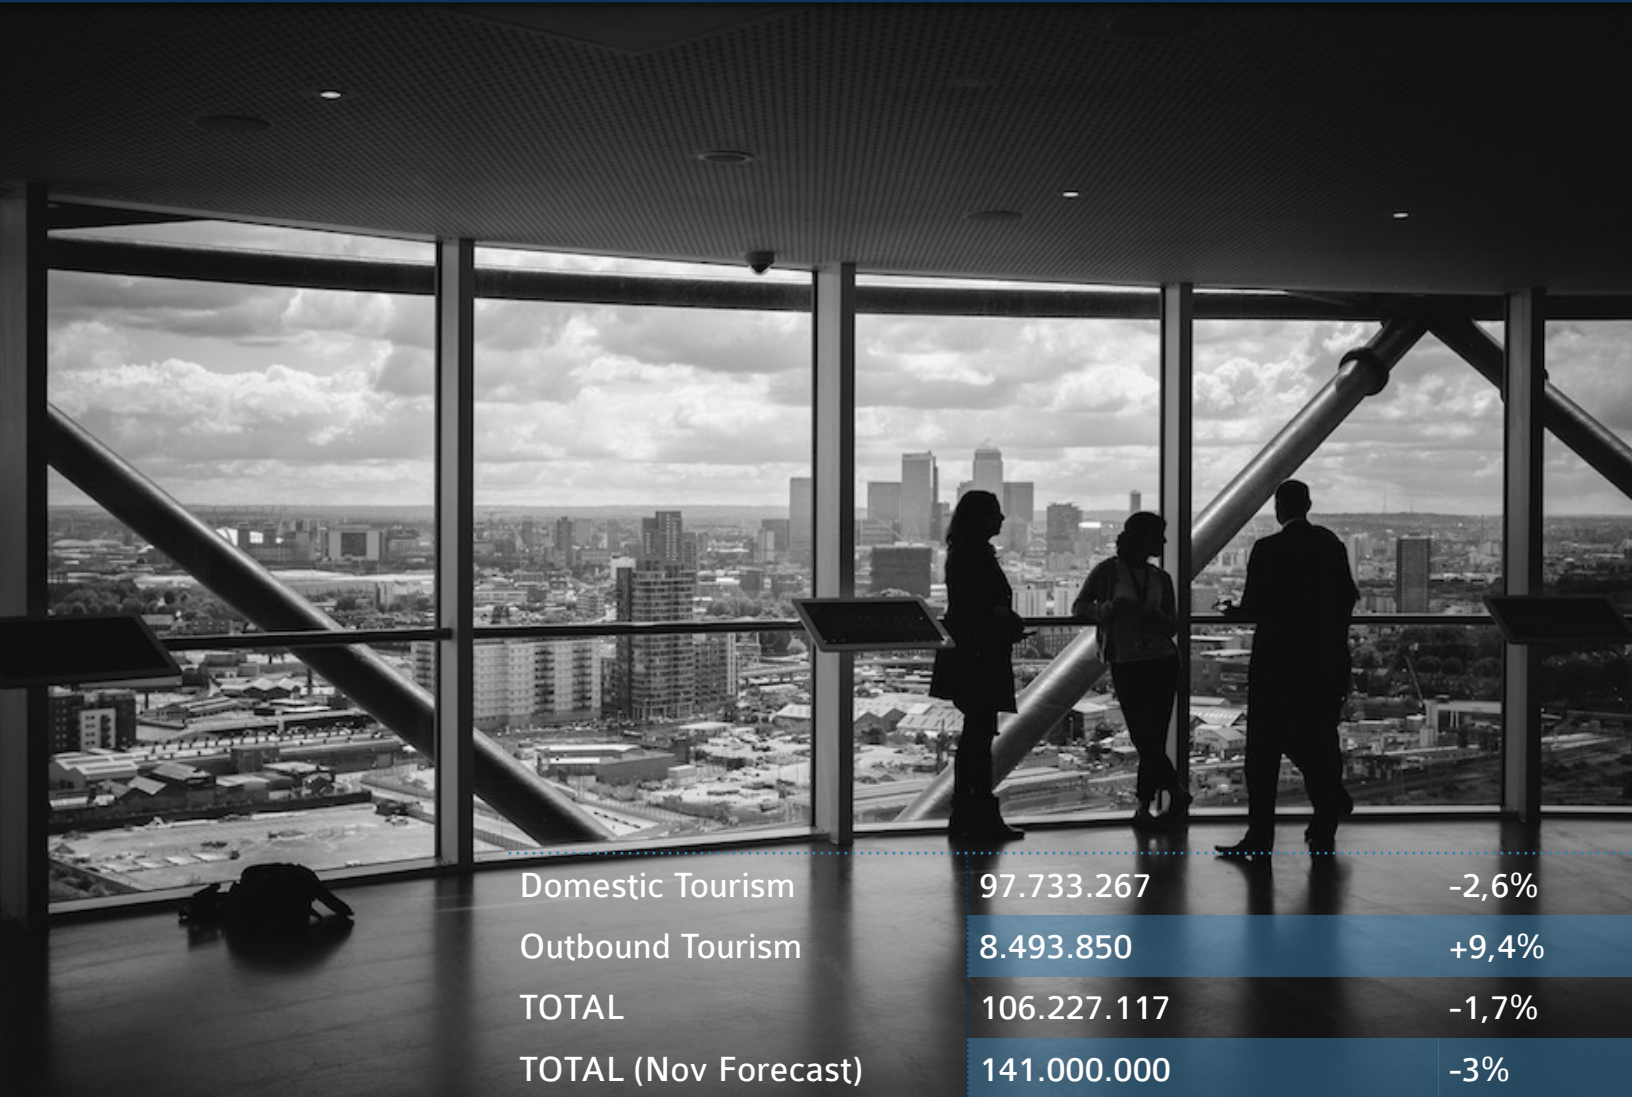 Domestic Tourism 97.733.267 -2,6%
Outbound Tourism 8.493.850 +9,4%
TOTAL 106.227.117 -1,7%
TOTAL (Nov Forecast) 141.000.000 -3%